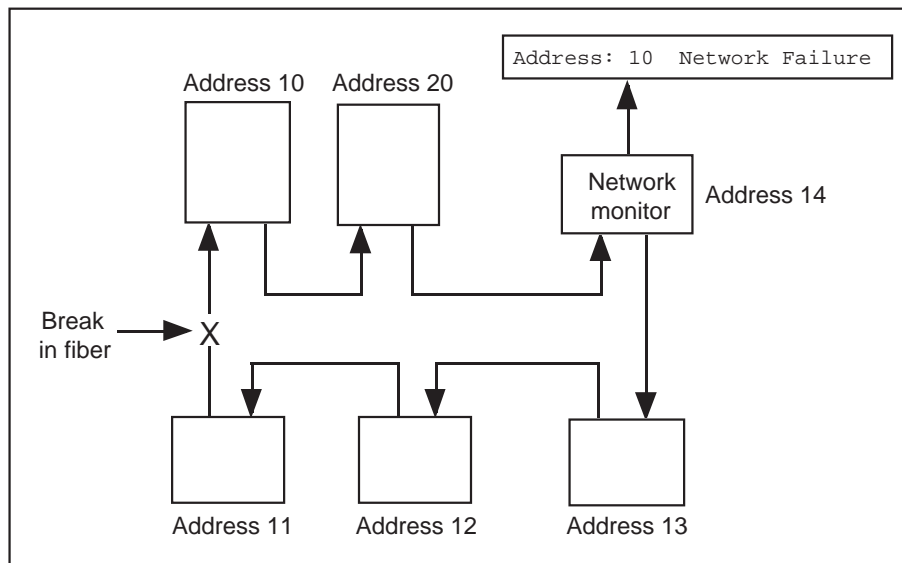 Address: 10  Network Failure
Address 10
Address 20
Network
monitor
Address 14
Break
in fiber
X
Address 11
Address 12
Address 13